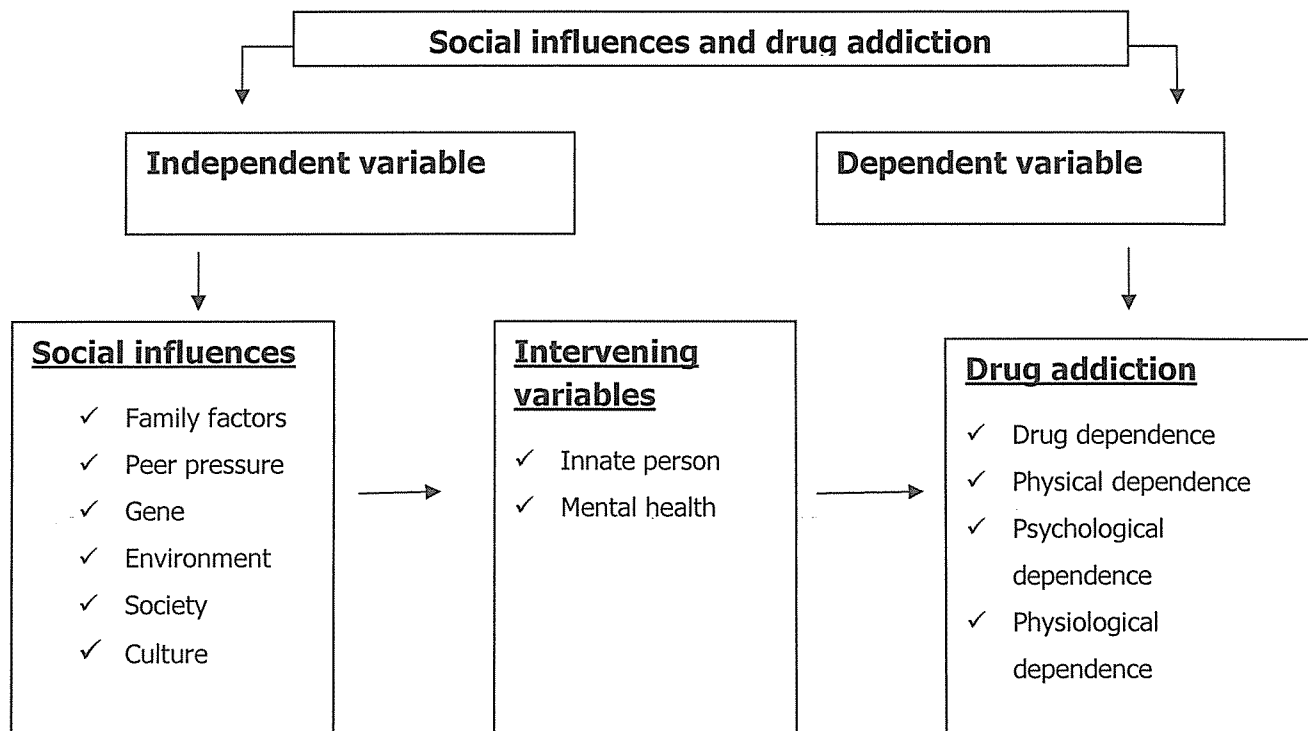 Social influences and drug addiction
Independent variable
Dependent variable
Social influences
✓ Family factors
✓ Peer pressure
✓ Gene
✓ Environment
✓ Society
✓ Culture
Intervening
variables
✓ Innate person
✓ Mental health
Drug addiction
✓ Drug dependence
✓ Physical dependence
✓ Psychological
dependence
✓ Physiological
dependence